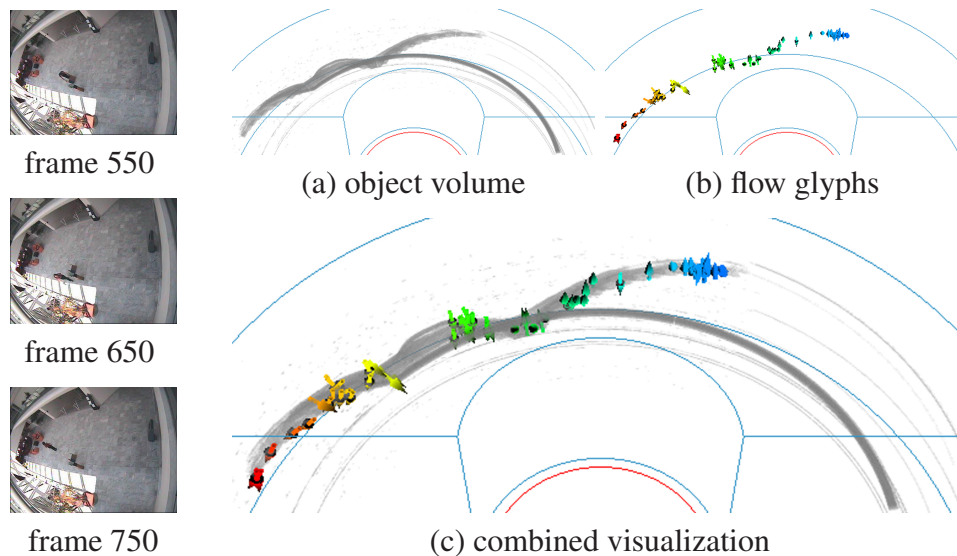 frame 550
(a) object volume
(b) flow glyphs
frame 650
frame 750
(c) combined visualization